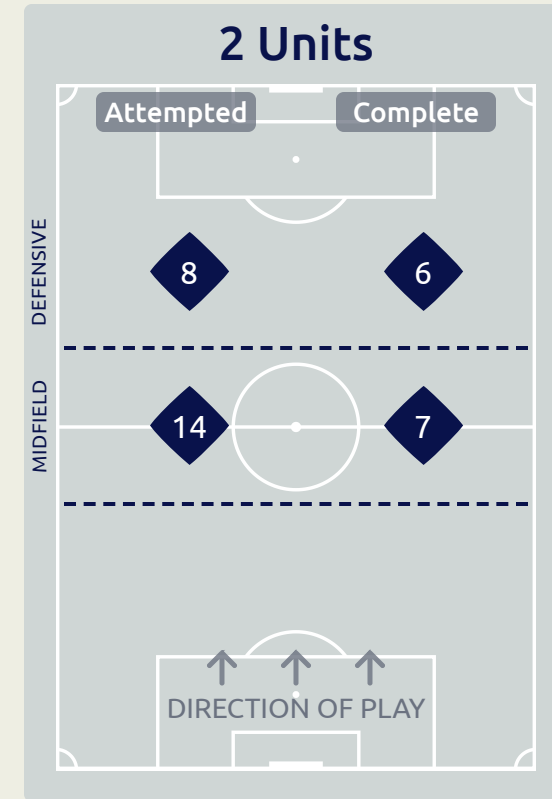 2 Units
Attempted Complete
DEFENSIVE
8 6
MIDFIELD
14 7
DIRECTION OF PLAY